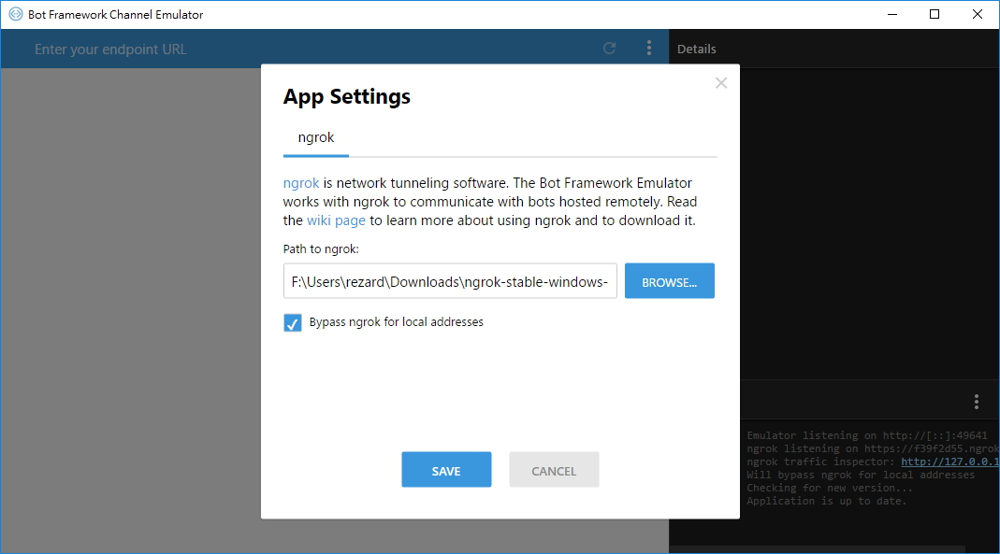 Bot Framework Channel Emulator
Enter your endpoint URL
Details
App Settings
ngrok
ngrok is network tunneling software. The Bot Framework Emulator
works with ngrok to communicate with bots hosted remotely. Read
the wiki page to learn more about using ngrok and to download it.
Path to ngrok:
F:\Users\rezard\Downloads\ngrok-stable-windows-
BROWSE...
Bypass ngrok for local addresses
SAVE
CANCEL
Emulator listening on http://[::]:49641
ngrok listening on https://f39f2d55.ngrok
ngrok traffic inspector: http://127.0.0.1
Will bypass ngrok for local addresses
Checking for new version...
Application is up to date.